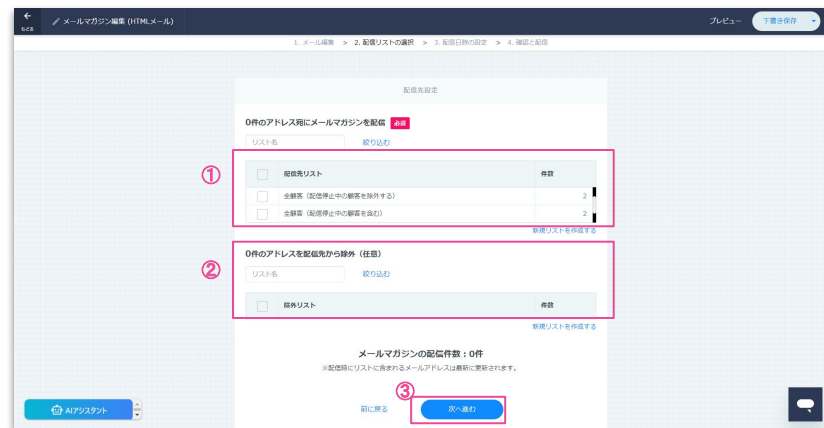 もどる
メールマガジン編集 (HTMLメール)
プレビュー
下書き保存
1. メール編集 > 2. 配信リストの選択 > 3. 配信日時の設定 > 4. 確認と配信
配信先設定
0件のアドレス宛にメールマガジンを配信 必須
リスト名 絞り込む
①
配信先リスト 件数
全顧客（配信停止中の顧客を除外する） 2
全顧客（配信停止中の顧客を含む） 2
新規リストを作成する
0件のアドレスを配信先から除外（任意）
②
リスト名 絞り込む
除外リスト 件数
新規リストを作成する
メールマガジンの配信件数：0件
※配信時にリストに含まれるメールアドレスは最新に更新されます。
③
前に戻る 次へ進む
AIアシスタント